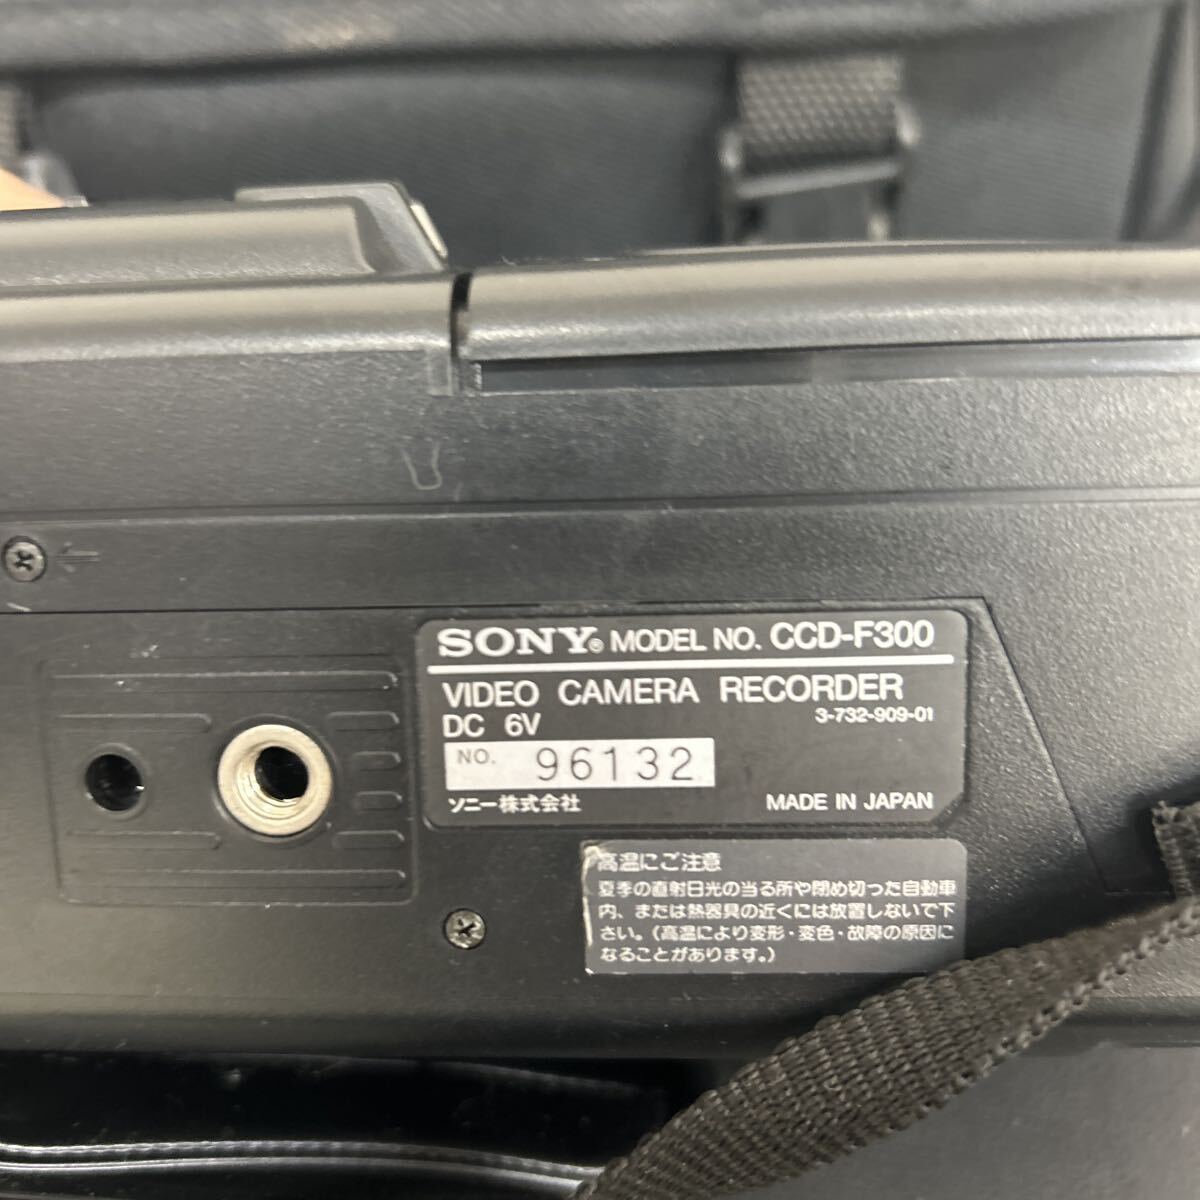 SONY® MODEL NO. CCD-F300
VIDEO CAMERA RECORDER
DC 6V 3-732-909-01
NO. 96132
ソニー株式会社 MADE IN JAPAN
高温にご注意
夏季の直射日光の当る所や閉め切った自動車
内、または熱器具の近くには放置しないで下
さい。(高温により変形・変色・故障の原因に
なることがあります。)